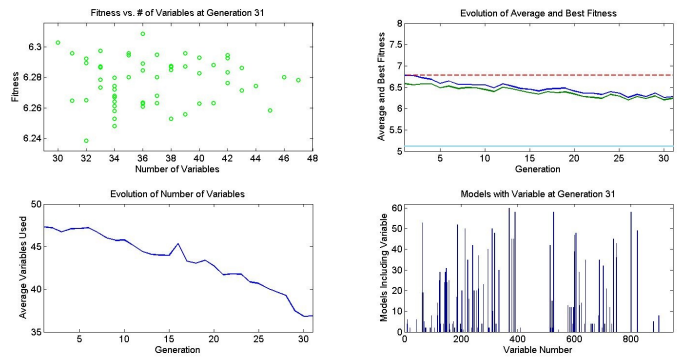 Fitness vs. # of Variables at Generation 31
Fitness
6.3
6.28
6.26
6.24
30 32 34 36 38 40 42 44 46 48
Number of Variables
Evolution of Average and Best Fitness
Average and Best Fitness
8
7.5
7
6.5
6
5.5
5
5 10 15 20 25 30
Generation
Evolution of Number of Variables
Average Variables Used
50
45
40
35
5 10 15 20 25 30
Generation
Models with Variable at Generation 31
Models Including Variable
60
50
40
30
20
10
0
0 200 400 600 800
Variable Number